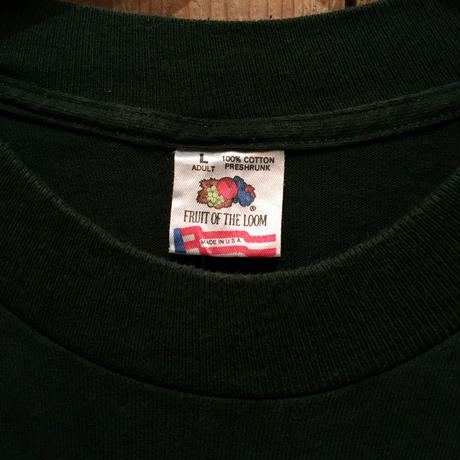 L 100% COTTON
ADULT PRESHRUNK
®
FRUIT OF THE LOOM
MADE IN U.S.A.